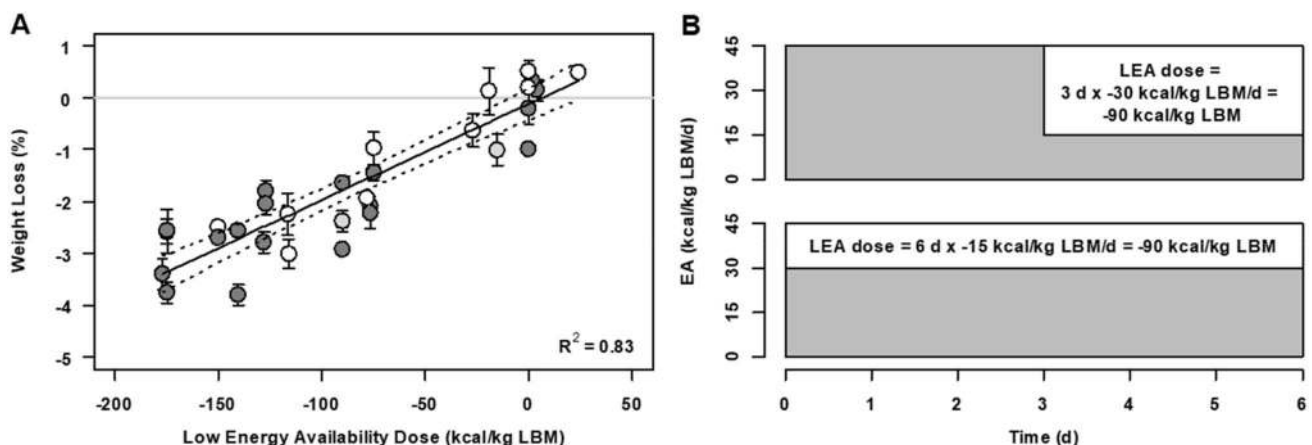 A
Weight Loss (%)
1
0
-1
-2
-3
-4
-5
R² = 0.83
-200
-150
-100
-50
0
50
Low Energy Availability Dose (kcal/kg LBM)
B
EA (kcal/kg LBM/d)
45
30
15
0
LEA dose =
3 d x -30 kcal/kg LBM/d =
-90 kcal/kg LBM
45
30
15
0
LEA dose = 6 d x -15 kcal/kg LBM/d = -90 kcal/kg LBM
0
1
2
3
4
5
6
Time (d)